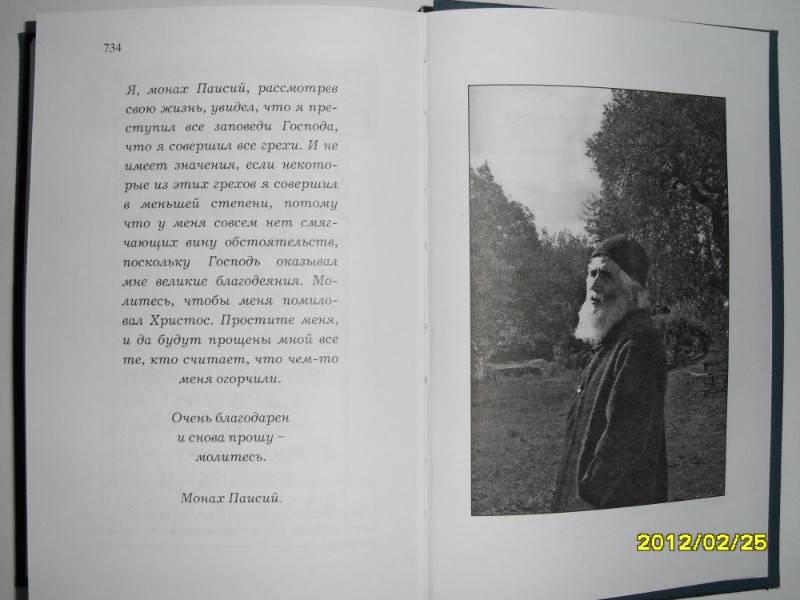 734
Я, монах Паисий, рассмотрев
свою жизнь, увидел, что я пре-
ступил все заповеди Господа,
что я совершил все грехи. И не
имеет значения, если некото-
рые из этих грехов я совершил
в меньшей степени, потому
что у меня совсем нет смяг-
чающих вину обстоятельств,
поскольку Господь оказывал
мне великие благодеяния. Мо-
литесь, чтобы меня помило-
вал Христос. Простите меня,
и да будут прощены мной все
те, кто считает, что чем-то
меня огорчили.
Очень благодарен
и снова прошу –
молитесь.
Монах Паисий.
2012/02/25